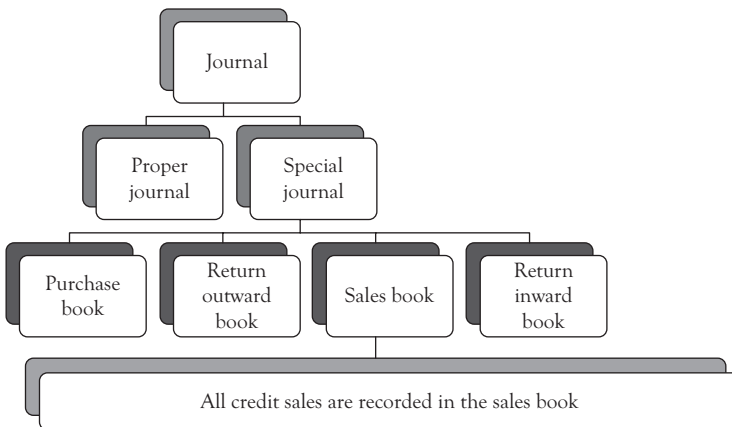 Journal
Proper
journal
Special
journal
Purchase
book
Return
outward
book
Sales book
Return
inward
book
All credit sales are recorded in the sales book